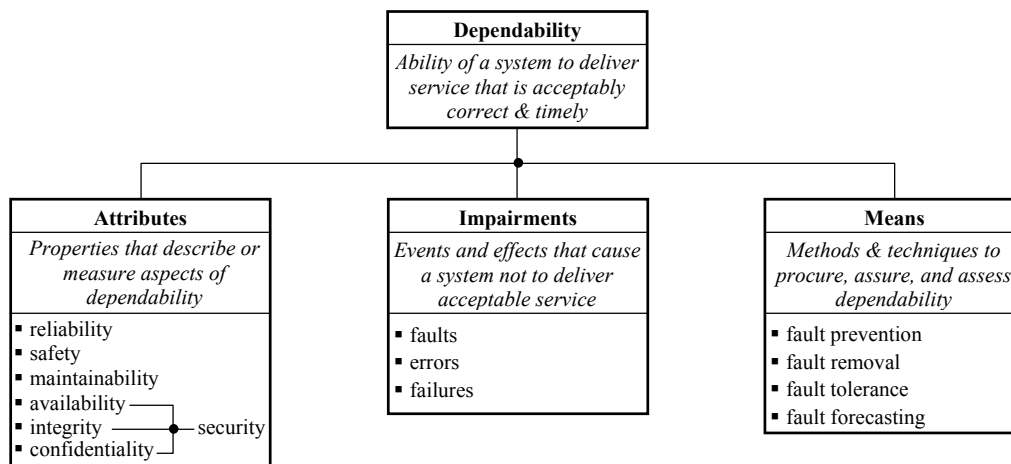 Dependability
Ability of a system to deliver
service that is acceptably
correct & timely
Attributes
Properties that describe or
measure aspects of
dependability
▪ reliability
▪ safety
▪ maintainability
▪ availability
▪ integrity
▪ confidentiality
security
Impairments
Events and effects that cause
a system not to deliver
acceptable service
▪ faults
▪ errors
▪ failures
Means
Methods & techniques to
procure, assure, and assess
dependability
▪ fault prevention
▪ fault removal
▪ fault tolerance
▪ fault forecasting